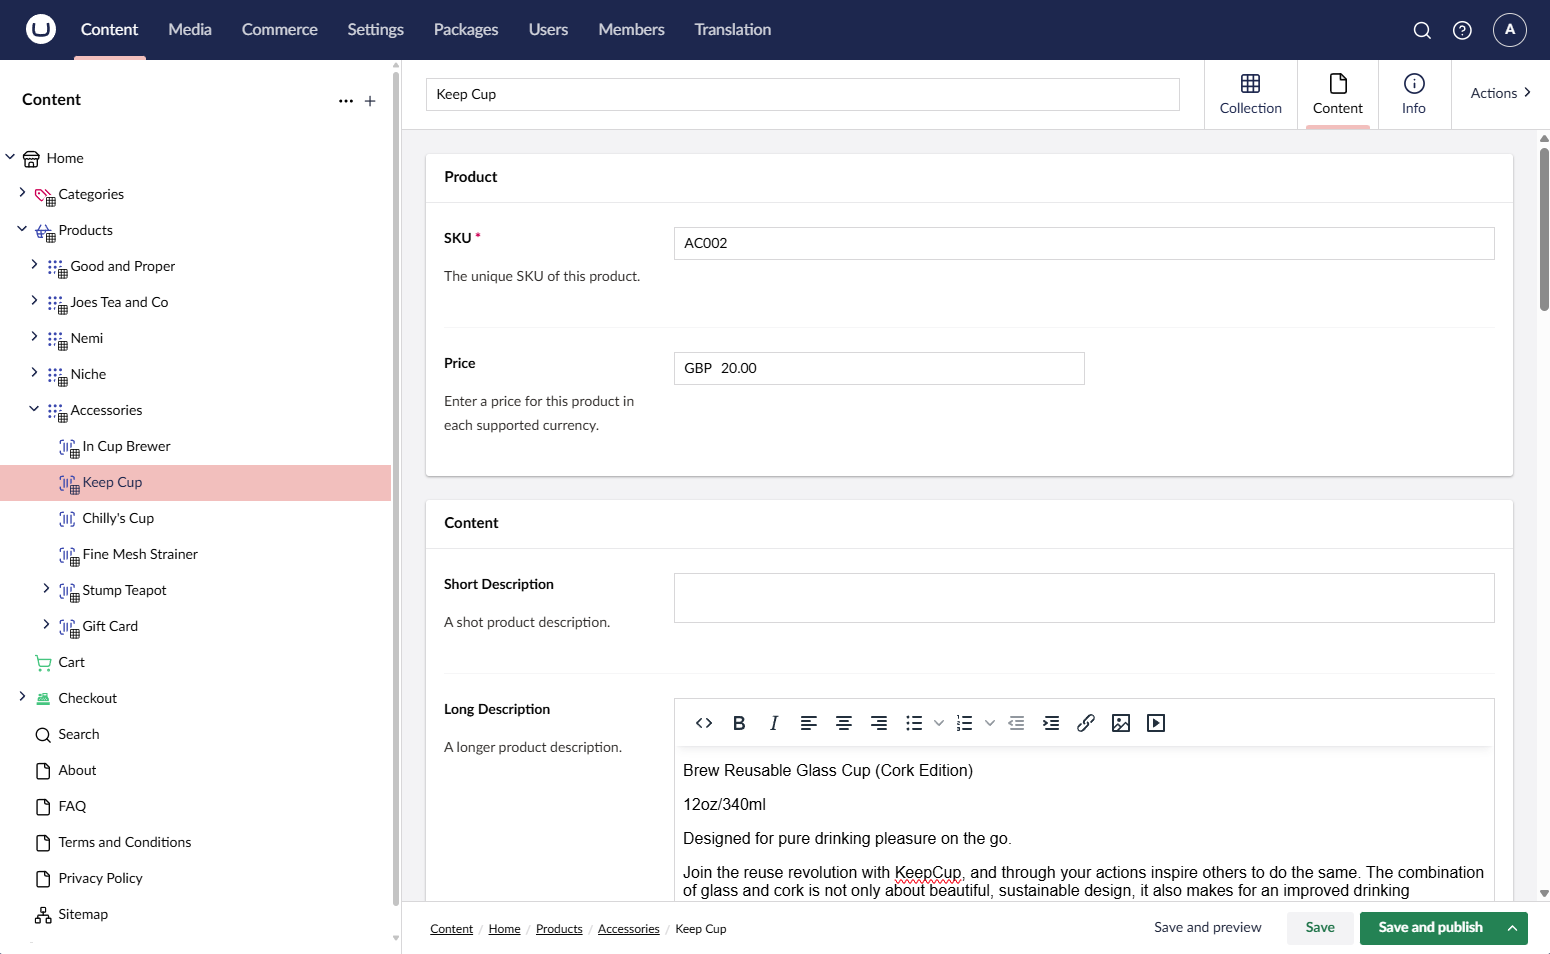 Content
Media
Commerce
Settings
Packages
Users
Members
Translation
A
Content
Home
Categories
Products
Good and Proper
Joes Tea and Co
Nemi
Niche
Accessories
In Cup Brewer
Keep Cup
Chilly's Cup
Fine Mesh Strainer
Stump Teapot
Gift Card
Cart
Checkout
Search
About
FAQ
Terms and Conditions
Privacy Policy
Sitemap
Keep Cup
Collection
Content
Info
Actions
Product
SKU *
AC002
The unique SKU of this product.
Price
GBP 20.00
Enter a price for this product in
each supported currency.
Content
Short Description
A shot product description.
Long Description
A longer product description.
Brew Reusable Glass Cup (Cork Edition)
12oz/340ml
Designed for pure drinking pleasure on the go.
Join the reuse revolution with KeepCup, and through your actions inspire others to do the same. The combination
of glass and cork is not only about beautiful, sustainable design, it also makes for an improved drinking
Content / Home / Products / Accessories / Keep Cup
Save and preview
Save
Save and publish